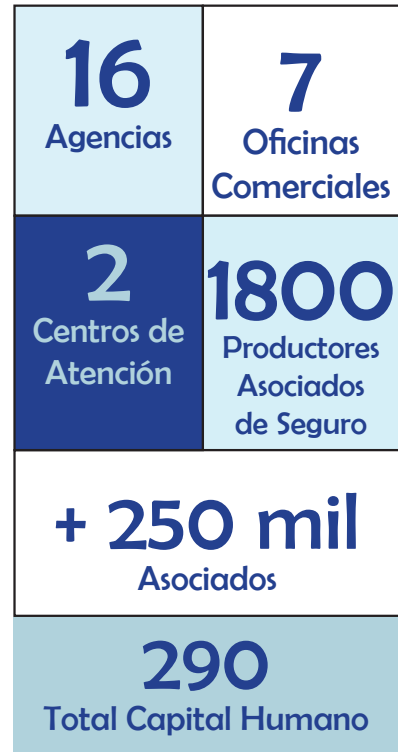 16
Agencias
7
Oficinas
Comerciales
2
Centros de
Atención
1800
Productores
Asociados
de Seguro
+ 250 mil
Asociados
290
Total Capital Humano